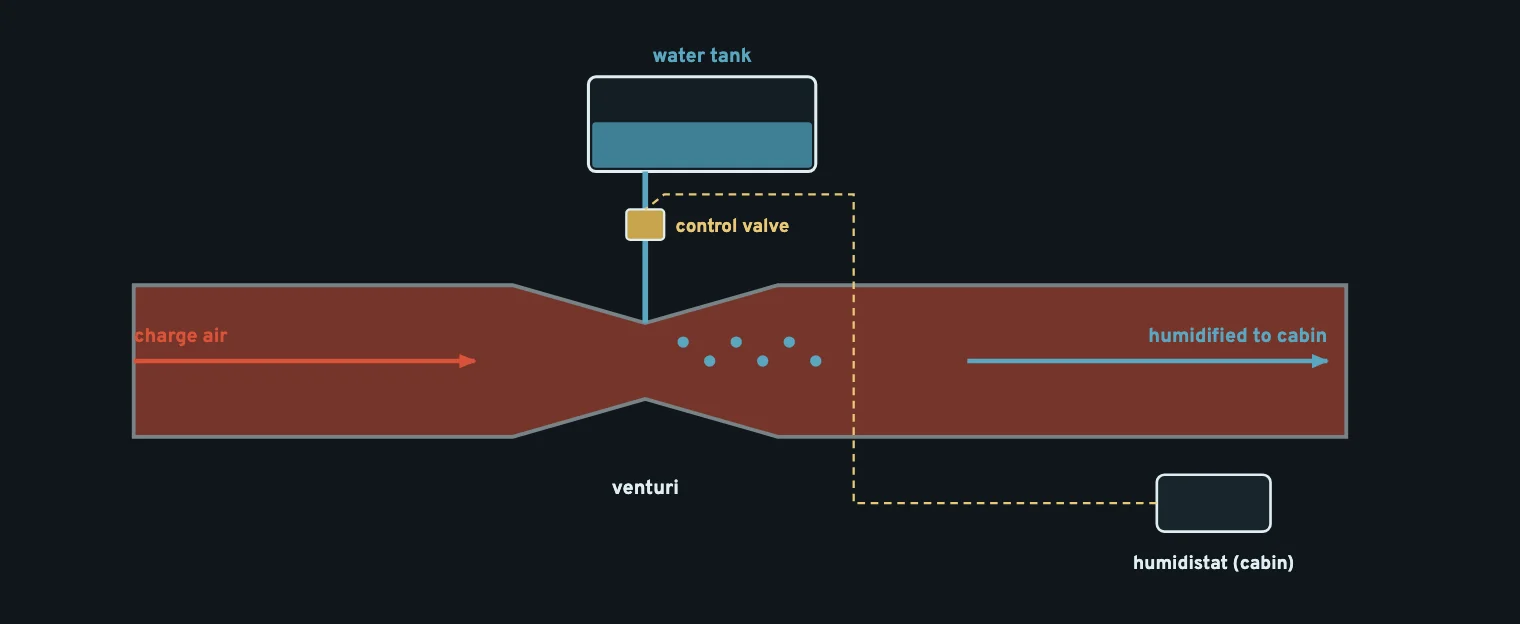 water tank
control valve
charge air
humidified to cabin
venturi
humidistat (cabin)